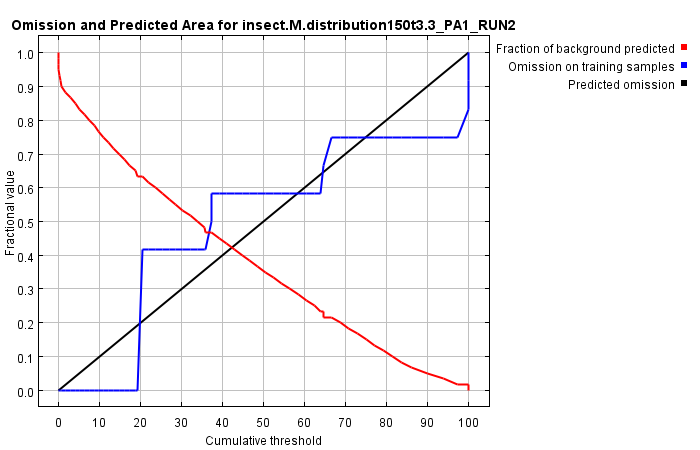 Omission and Predicted Area for insect.M.distribution150t3.3_PA1_RUN2
Fraction of background predicted
Omission on training samples
Predicted omission
Fractional value
1.0
0.9
0.8
0.7
0.6
0.5
0.4
0.3
0.2
0.1
0.0
0 10 20 30 40 50 60 70 80 90 100
Cumulative threshold